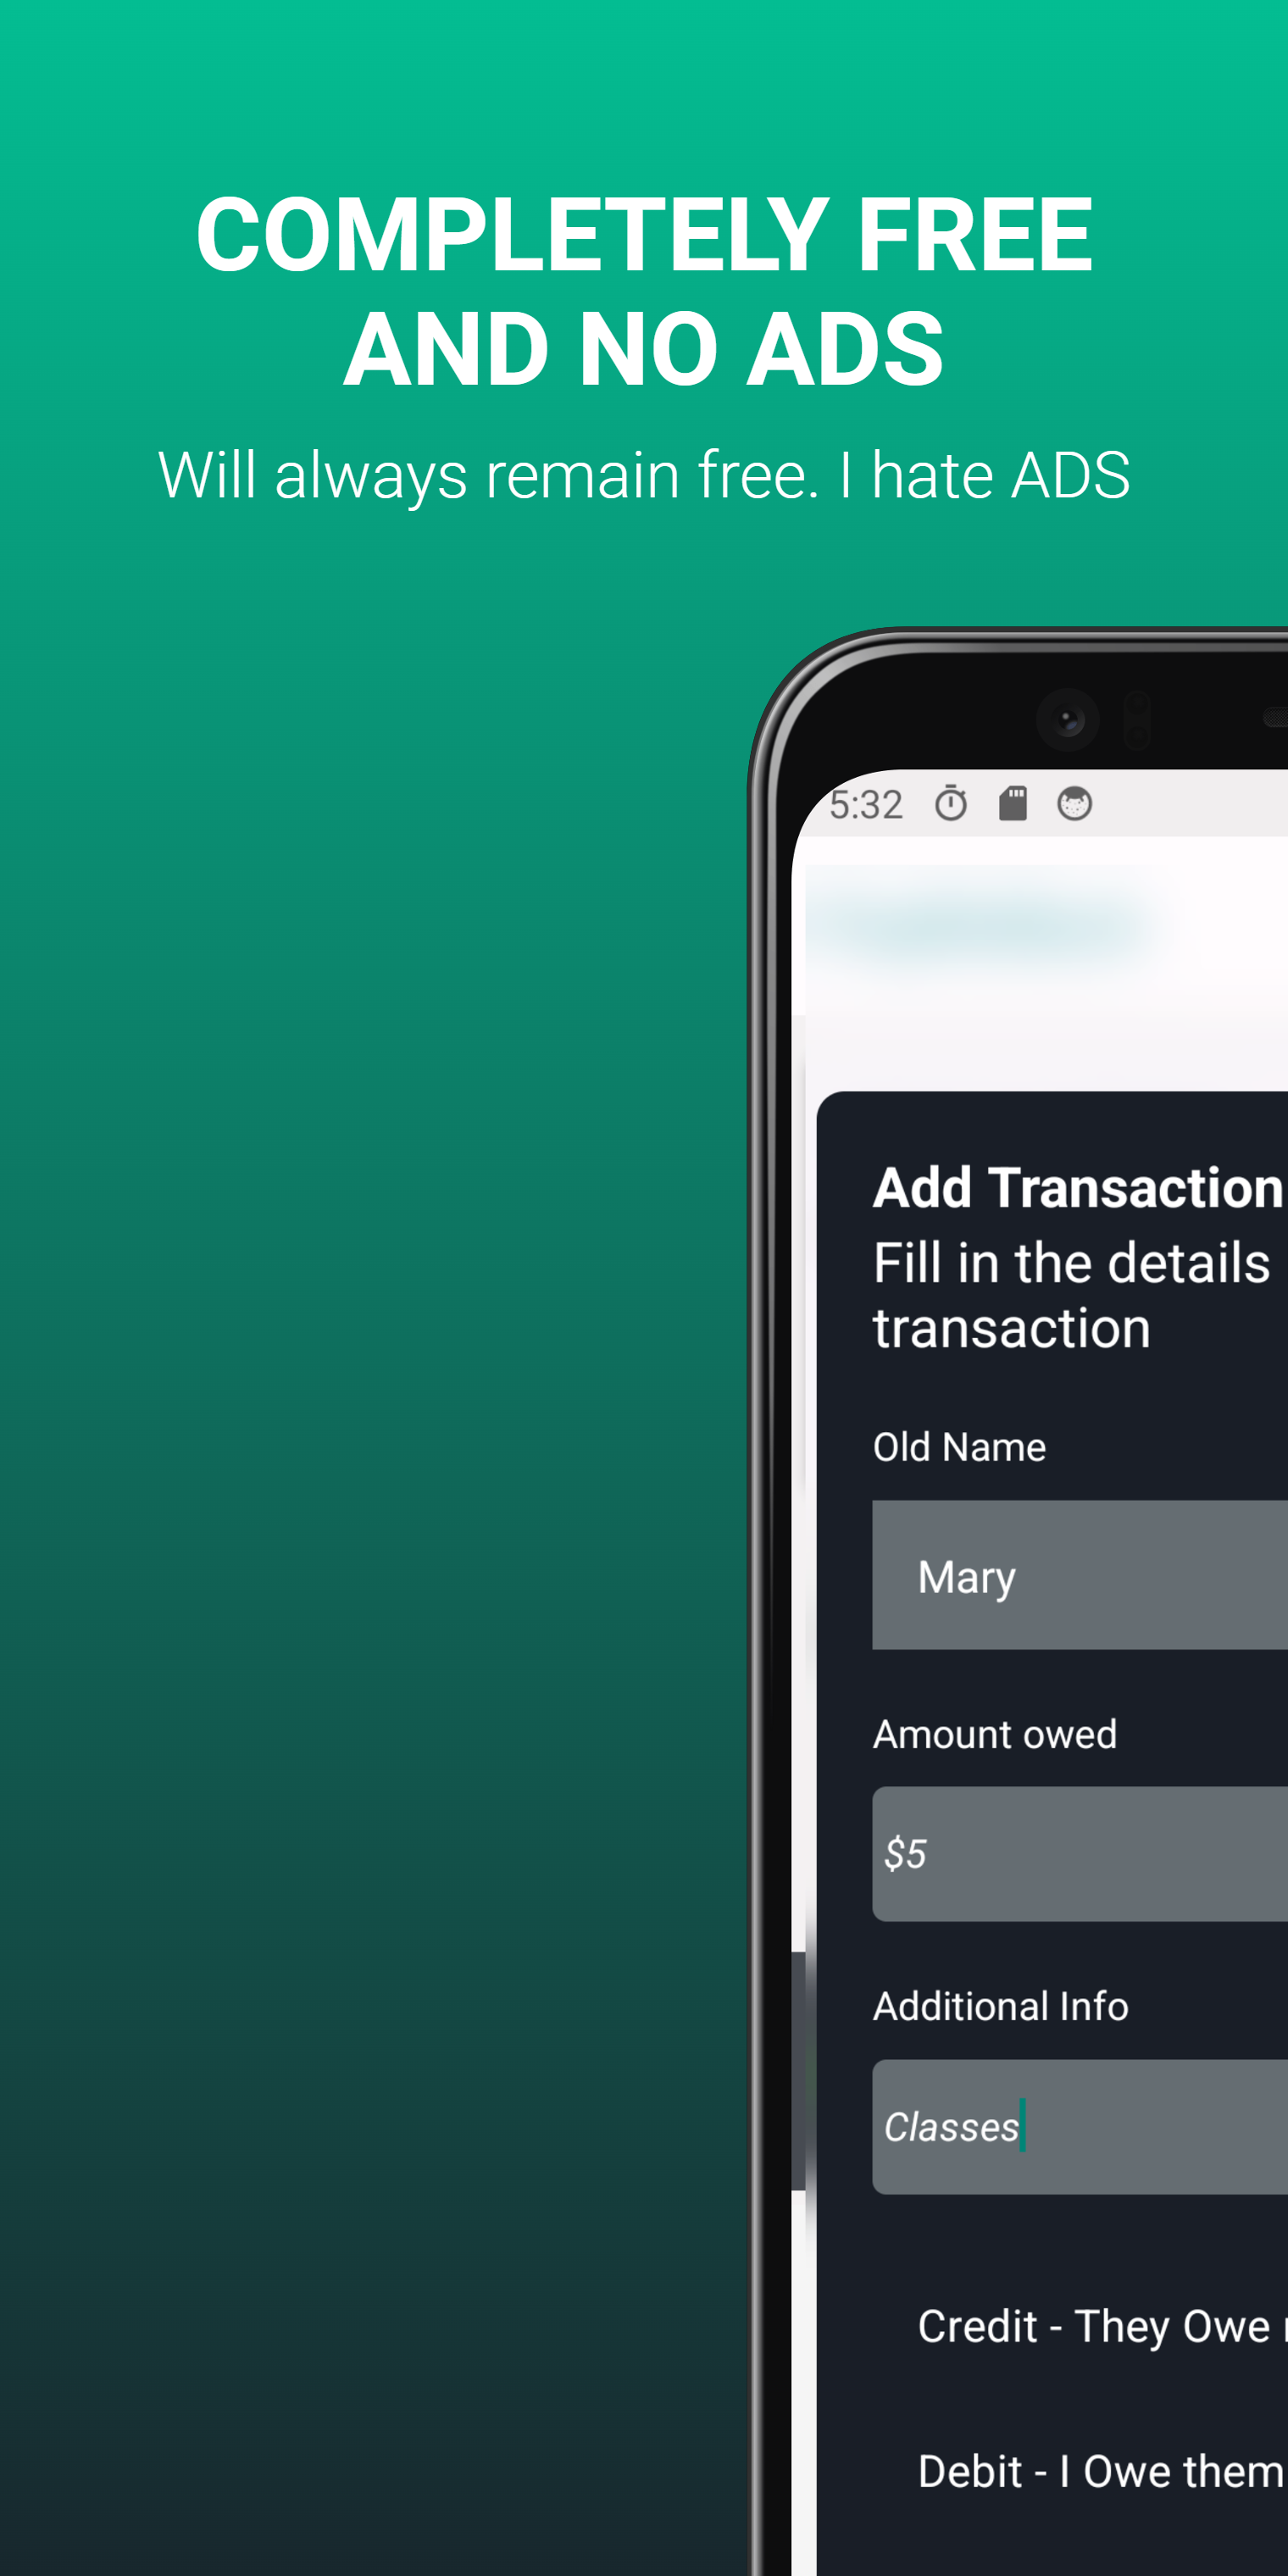 COMPLETELY FREE
AND NO ADS
Will always remain free. I hate ADS
5:32
Add Transaction
Fill in the details
transaction
Old Name
Mary
Amount owed
$5
Additional Info
Classes
Credit - They Owe
Debit - I Owe them